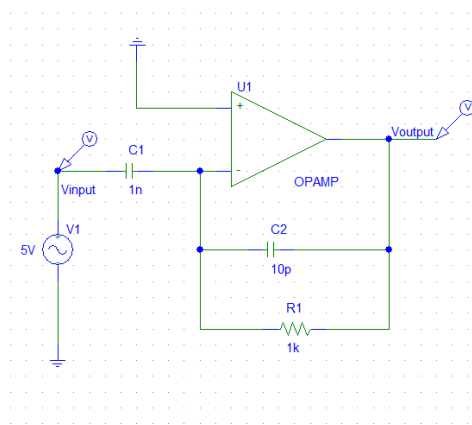 V
U1
+
V
Voutput
C1
-
Vinput
1n
OPAMP
V1
C2
5V
10p
R1
1k